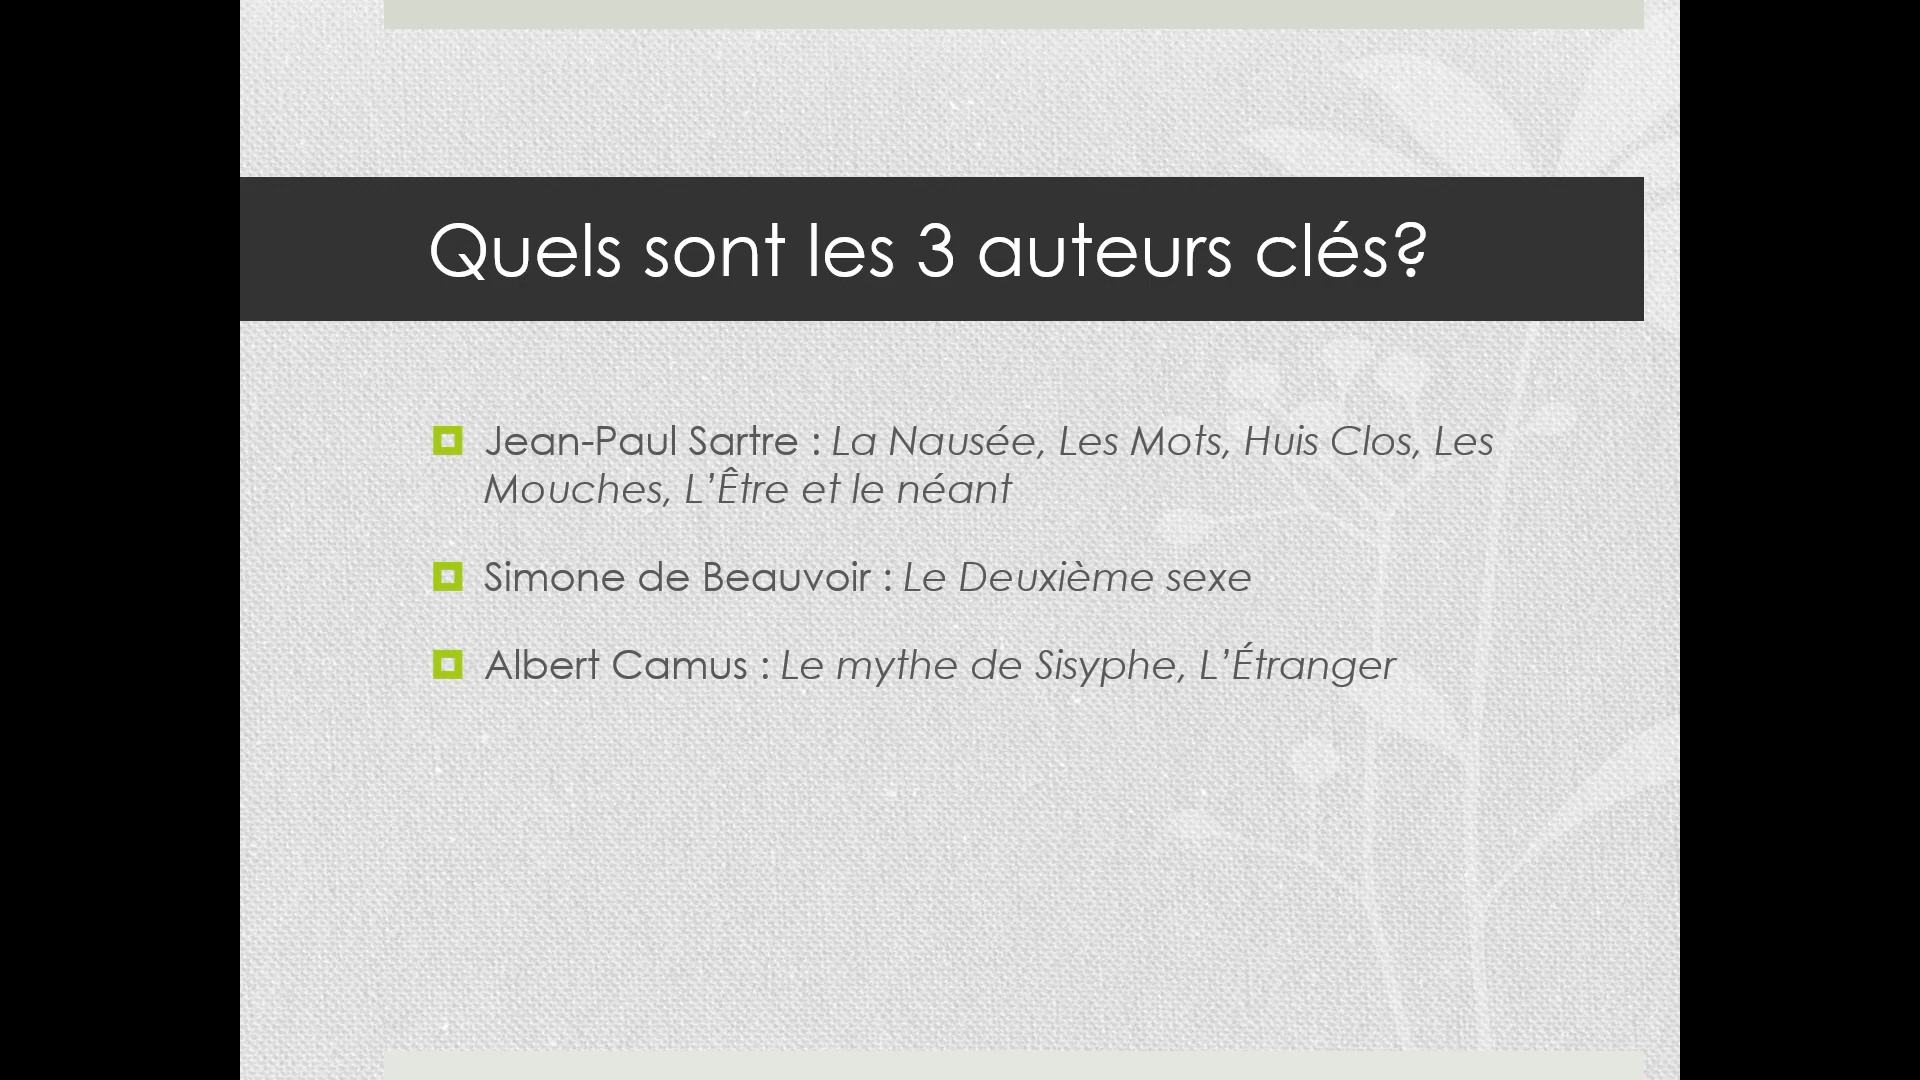 Quels sont les 3 auteurs clés?
Jean-Paul Sartre : La Nausée, Les Mots, Huis Clos, Les
Mouches, L’Être et le néant
Simone de Beauvoir : Le Deuxième sexe
Albert Camus : Le mythe de Sisyphe, L’Étranger